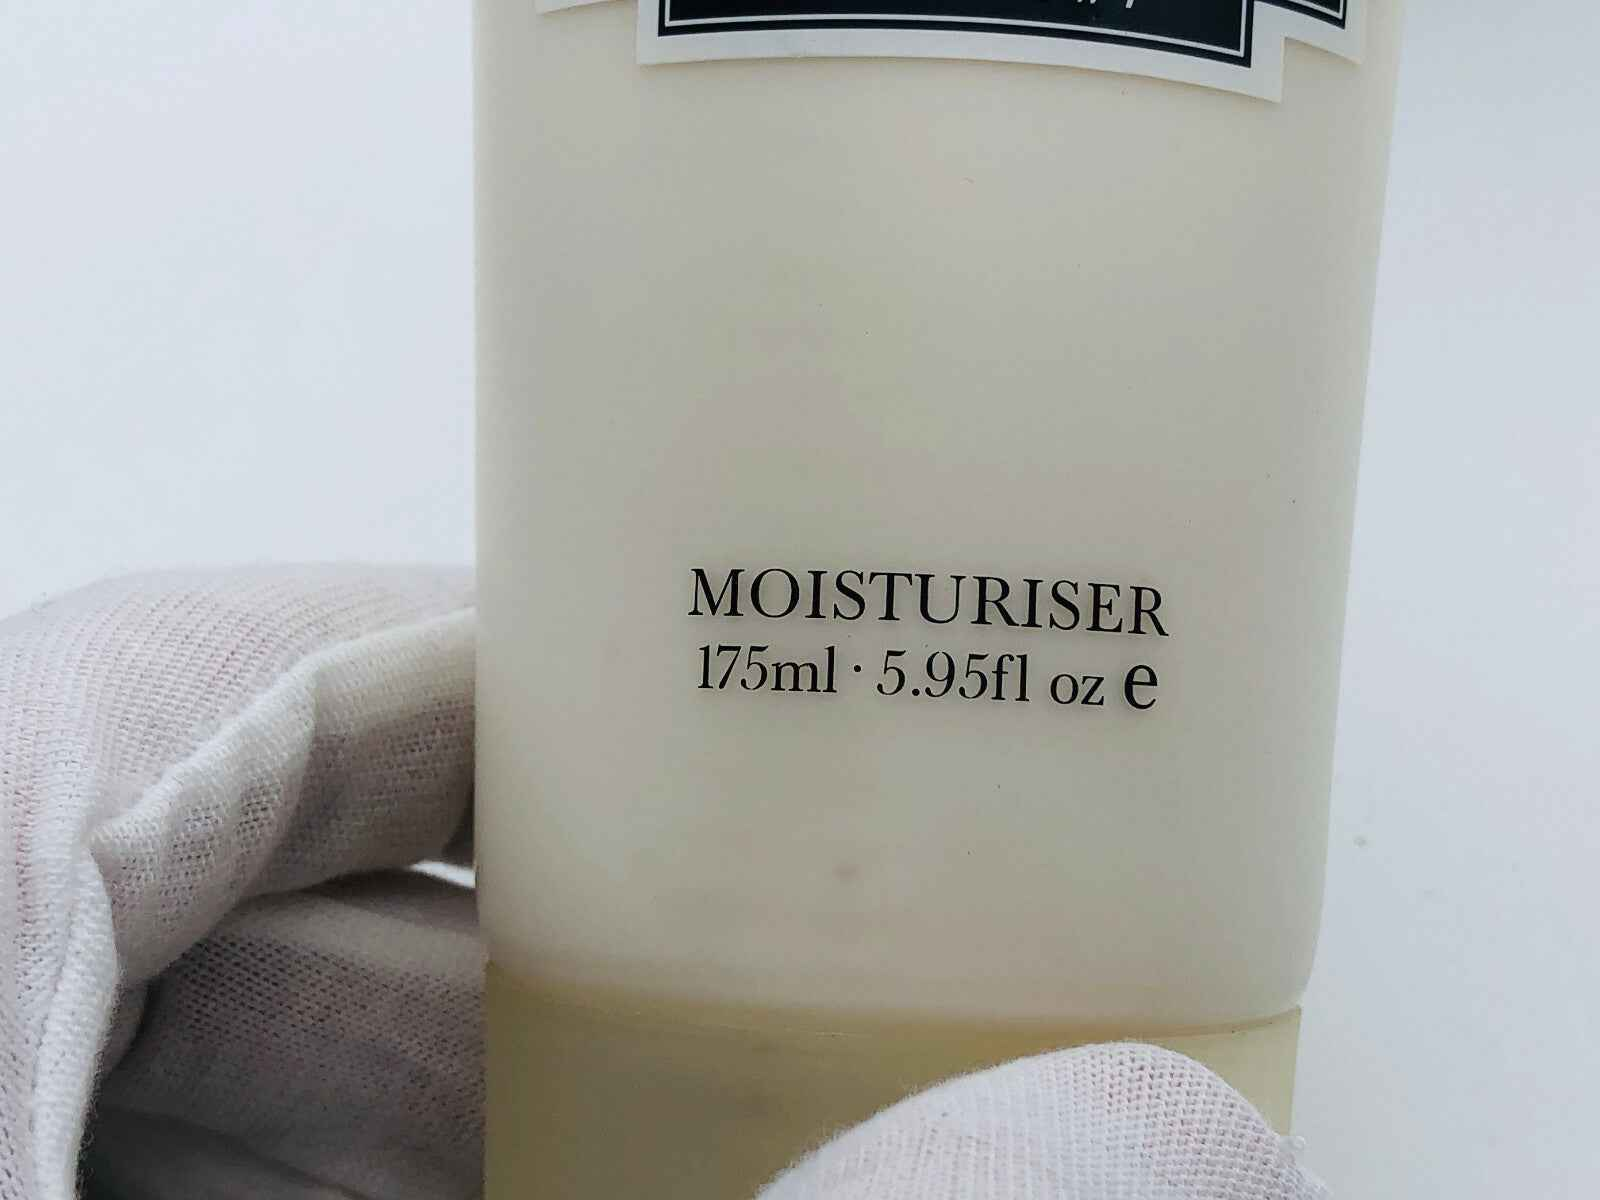 MOISTURISER
175ml · 5.95fl oz e